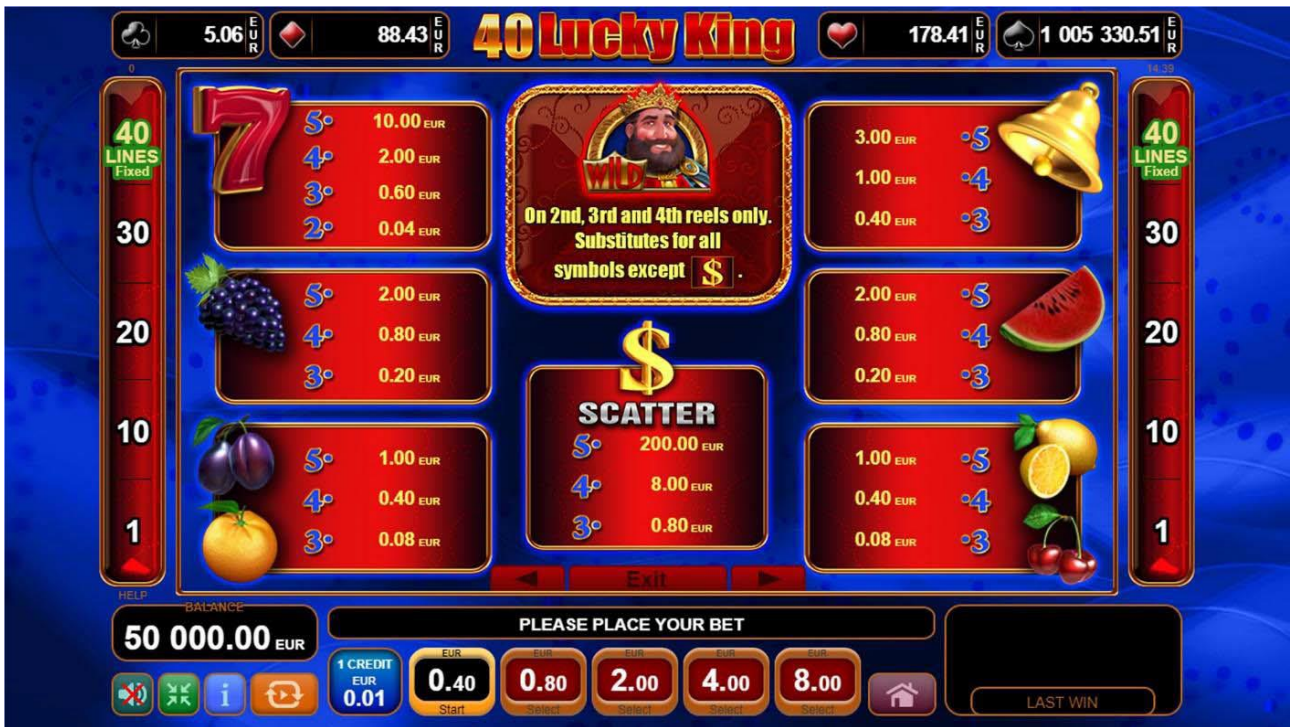 5.06 EUR
88.43 EUR
40 Lucky King
178.41 EUR
1 005 330.51 EUR
0
14:39
40
LINES
Fixed
30
20
10
1
7
5• 10.00 EUR
4• 2.00 EUR
3• 0.60 EUR
2• 0.04 EUR
WILD
On 2nd, 3rd and 4th reels only.
Substitutes for all
symbols except $ .
3.00 EUR •5
1.00 EUR •4
0.40 EUR •3
5• 2.00 EUR
4• 0.80 EUR
3• 0.20 EUR
$
SCATTER
5• 200.00 EUR
4• 8.00 EUR
3• 0.80 EUR
2.00 EUR •5
0.80 EUR •4
0.20 EUR •3
5• 1.00 EUR
4• 0.40 EUR
3• 0.08 EUR
1.00 EUR •5
0.40 EUR •4
0.08 EUR •3
40
LINES
Fixed
30
20
10
1
Exit
HELP
BALANCE
50 000.00 EUR
PLEASE PLACE YOUR BET
1 CREDIT
EUR
0.01
EUR
0.40
Start
EUR
0.80
Select
EUR
2.00
Select
EUR
4.00
Select
EUR
8.00
Select
i
LAST WIN